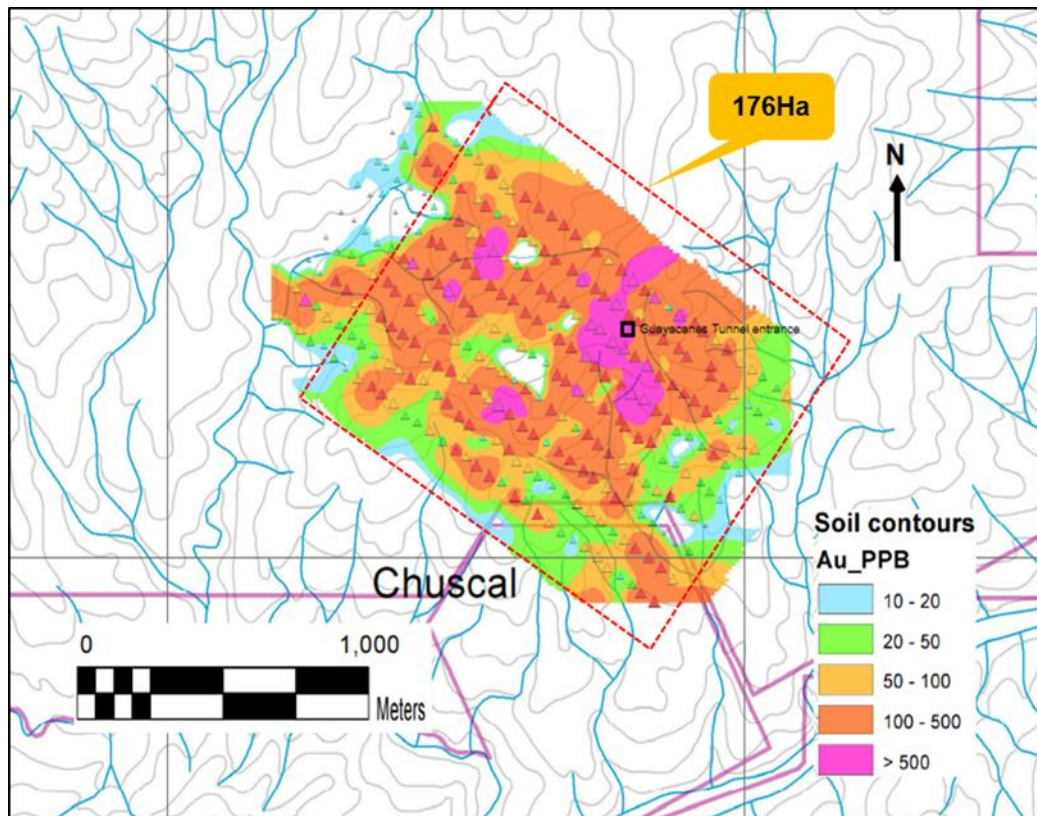 176Ha
N
Guayacanes Tunnel entrance
Chuscal
0 1,000
Meters
Soil contours
Au_PPB
10 - 20
20 - 50
50 - 100
100 - 500
> 500